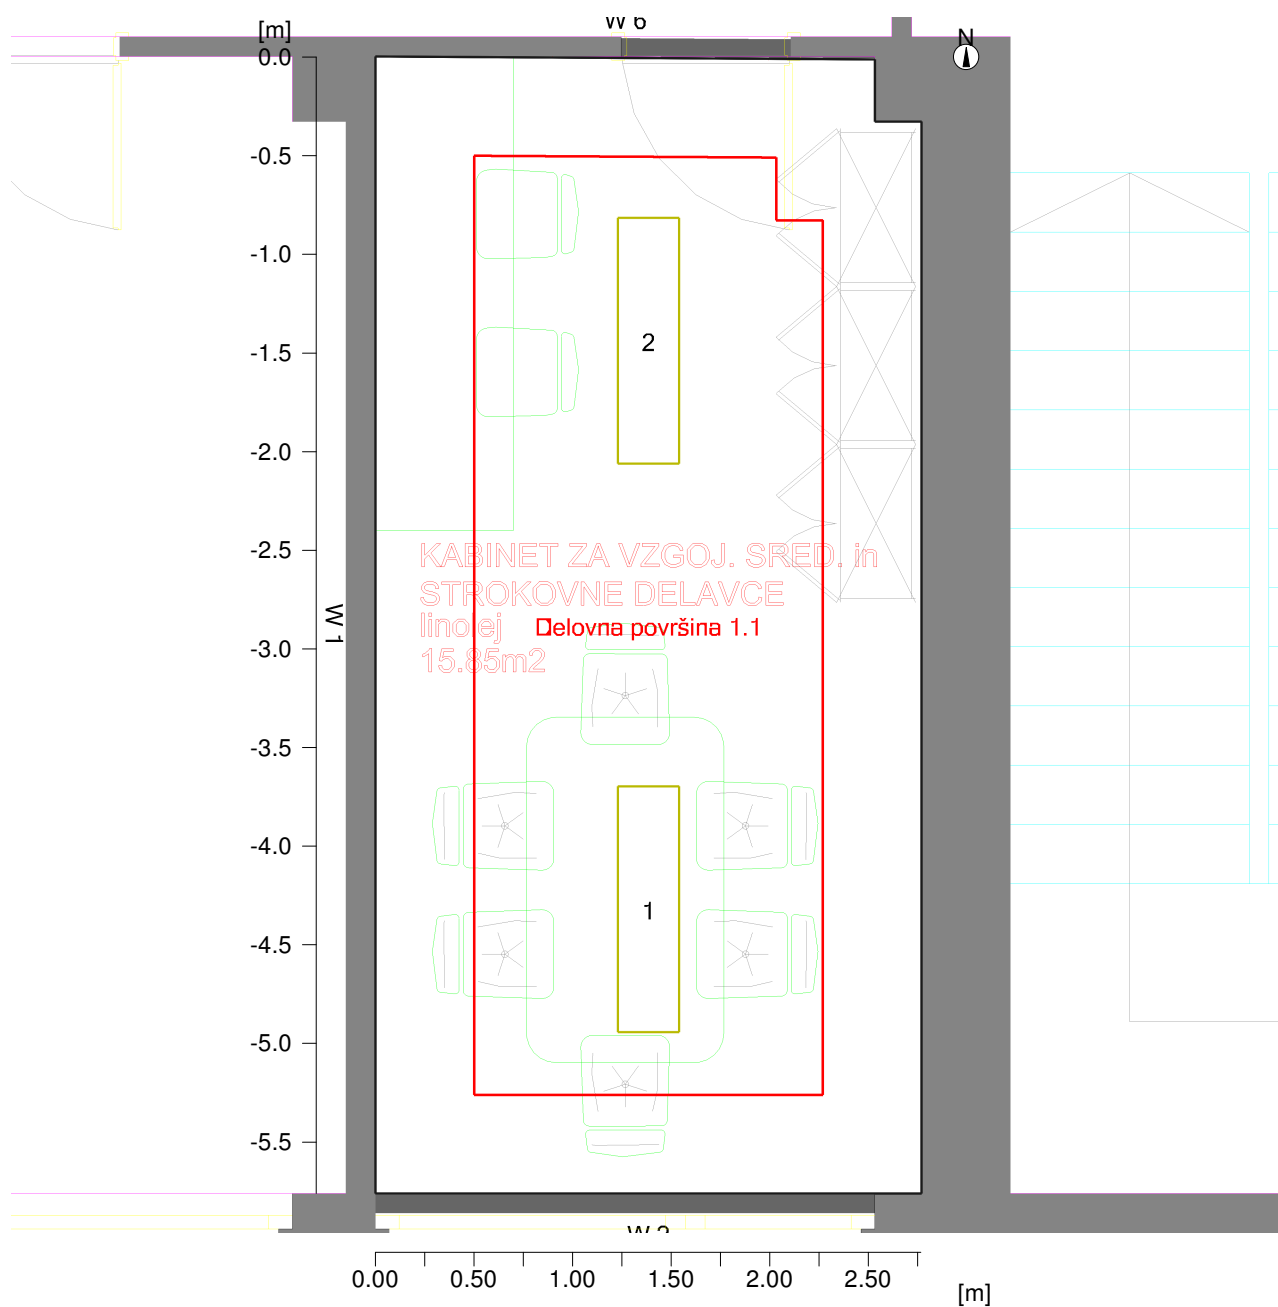 W 6
[m]
N
0.0
-0.5
-1.0
-1.5
2
-2.0
-2.5
KABINET ZA VZGOJ. SRED. in
STROKOVNE DELAVCE
linolej
Delovna površina 1.1
W 1
15.85m2
-3.0
-3.5
-4.0
1
-4.5
-5.0
-5.5
W 2
0.00 0.50 1.00 1.50 2.00 2.50
[m]